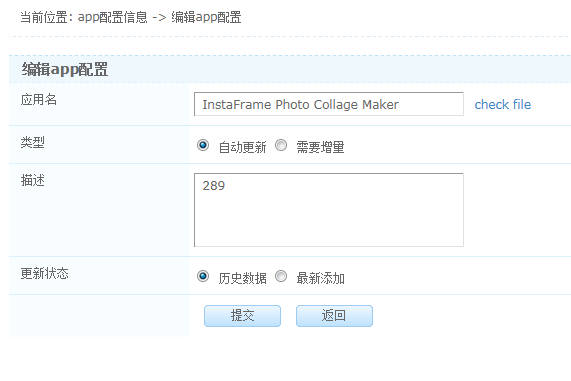 当前位置: app配置信息 -> 编辑app配置
编辑app配置
应用名 InstaFrame Photo Collage Maker check file
类型 自动更新 需要增量
描述 289
更新状态 历史数据 最新添加
提交 返回